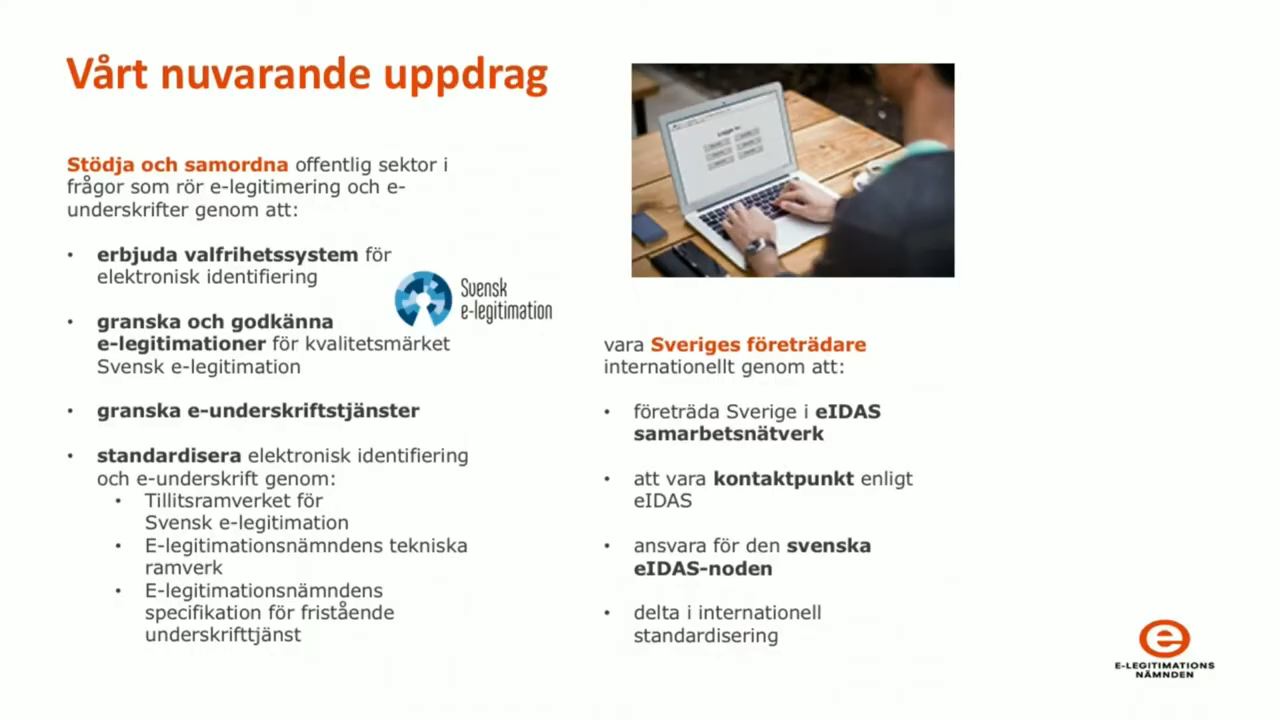 Vårt nuvarande uppdrag
Stödja och samordna offentlig sektor i
frågor som rör e-legitimering och e-
underskrifter genom att:
• erbjuda valfrihetssystem för
elektronisk identifiering
Svensk
e-legitimation
• granska och godkänna
e-legitimationer för kvalitetsmärket
Svensk e-legitimation
• granska e-underskriftstjänster
• standardisera elektronisk identifiering
och e-underskrift genom:
• Tillitsramverket för
Svensk e-legitimation
• E-legitimationsnämndens tekniska
ramverk
• E-legitimationsnämndens
specifikation för fristående
underskrifttjänst
vara Sveriges företrädare
internationellt genom att:
• företräda Sverige i eIDAS
samarbetsnätverk
• att vara kontaktpunkt enligt
eIDAS
• ansvara för den svenska
eIDAS-noden
• delta i internationell
standardisering
E-LEGITIMATIONS
NÄMNDEN